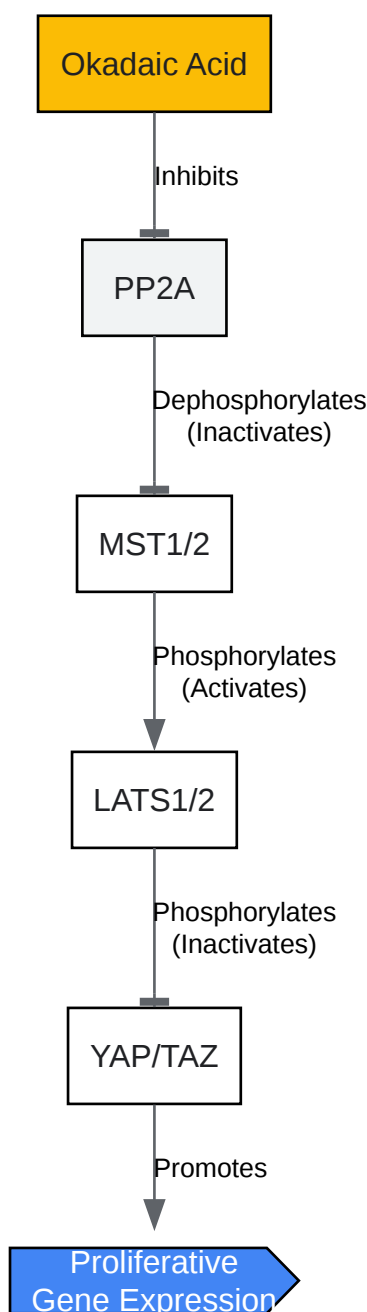 Okadaic Acid
Inhibits
PP2A
Dephosphorylates
(Inactivates)
MST1/2
Phosphorylates
(Activates)
LATS1/2
Phosphorylates
(Inactivates)
YAP/TAZ
Promotes
Proliferative
Gene Expression